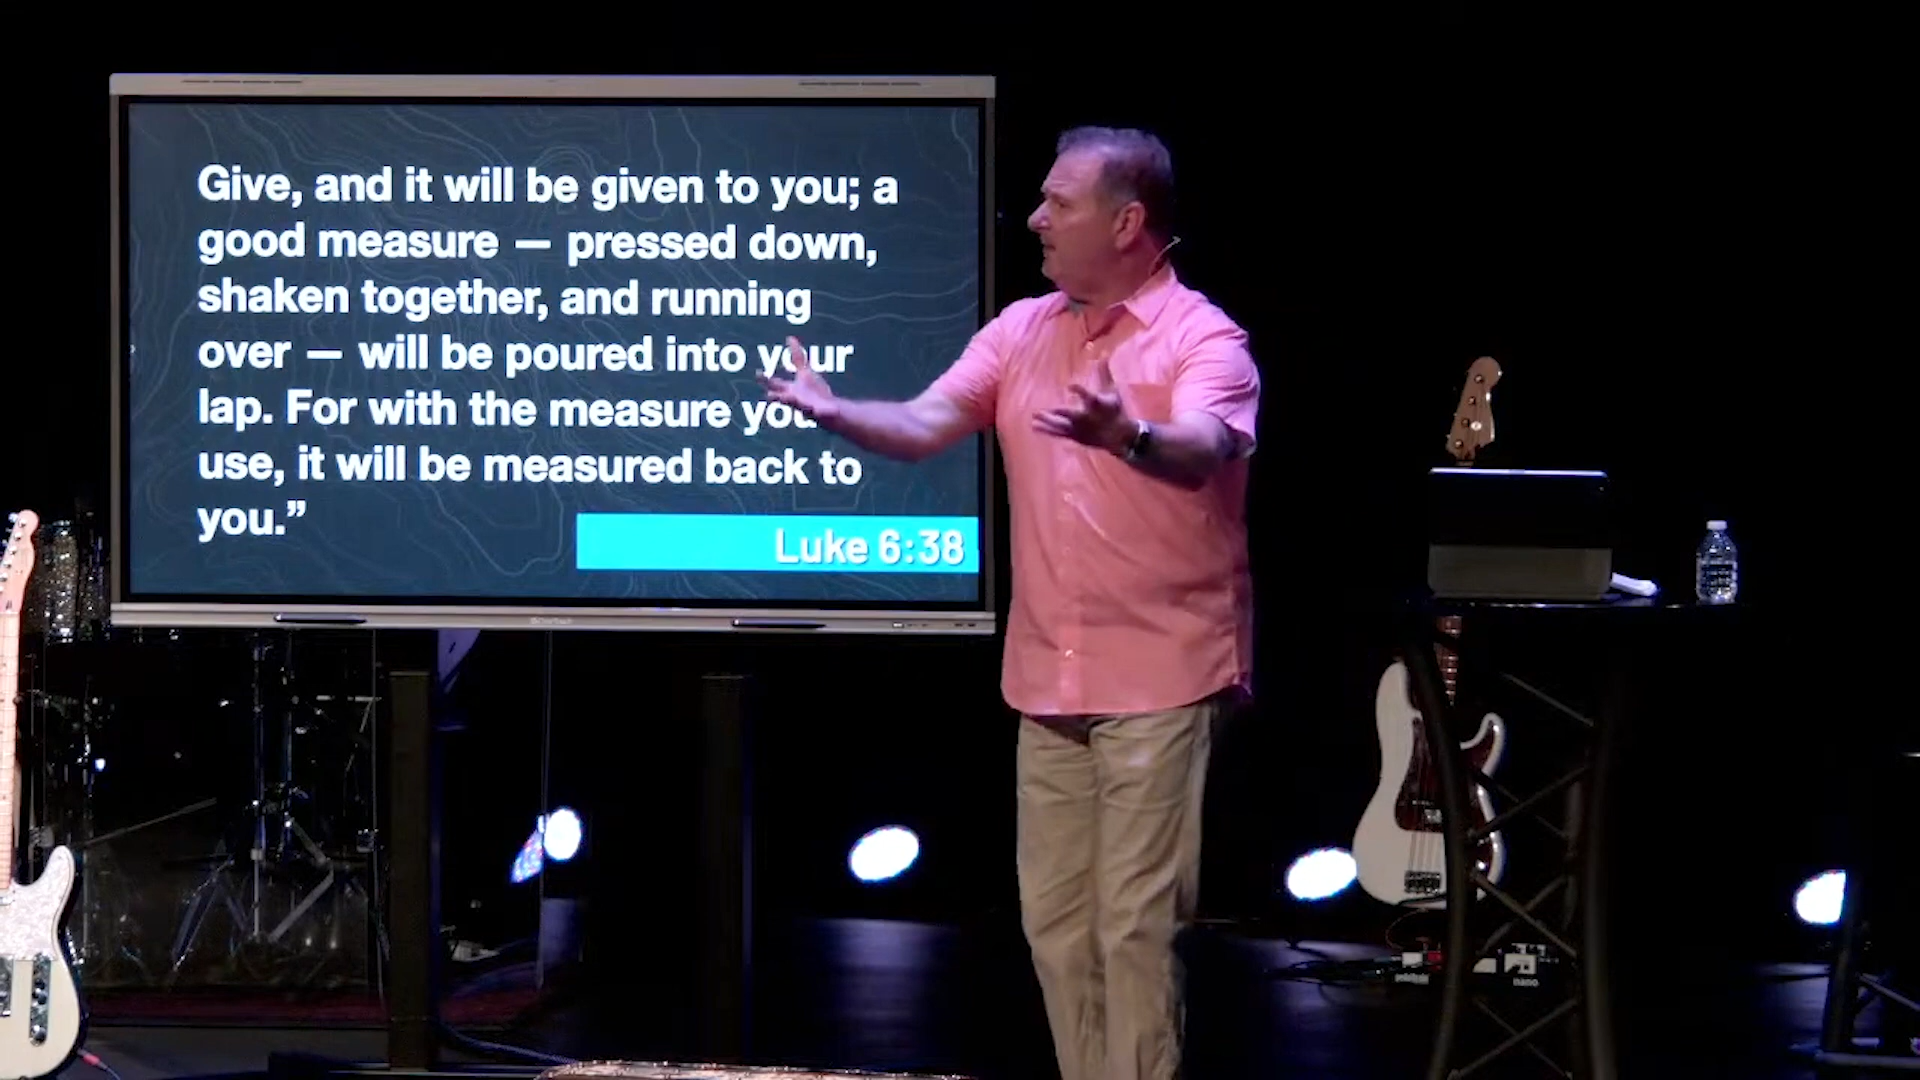 Give, and it will be given to you; a
good measure — pressed down,
shaken together, and running
over — will be poured into your
lap. For with the measure you
use, it will be measured back to
you.”
Luke 6:38
nano